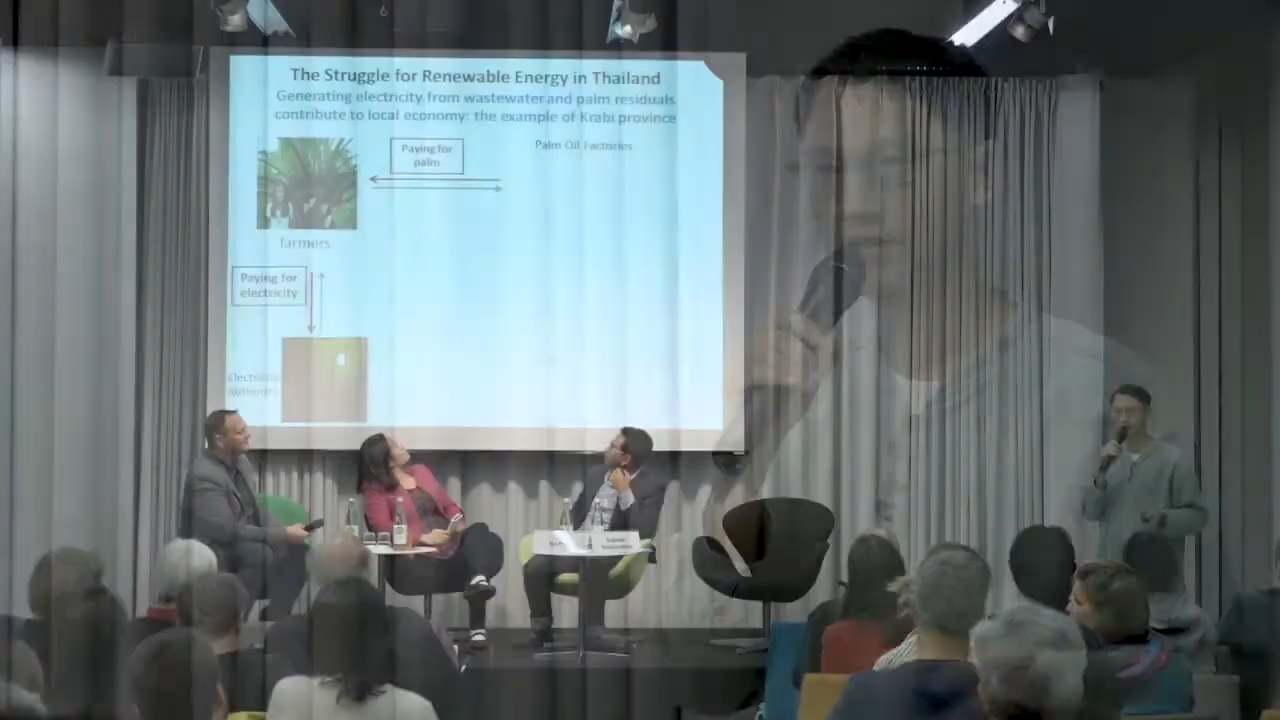 The Struggle for Renewable Energy in Thailand
Generating electricity from wastewater and palm residuals
contribute to local economy: the example of Krabi province
Paying for
palm
Palm Oil Factories
farmers
Paying for
electricity